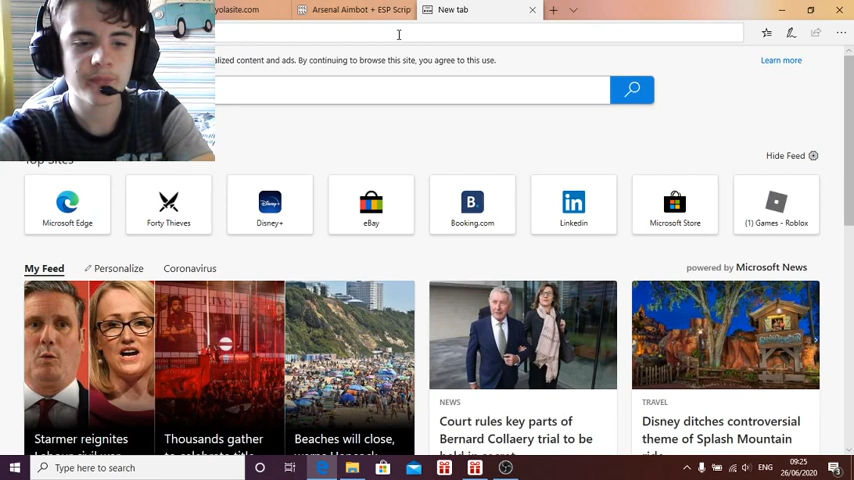 yolasite.com
Arsenal Aimbot + ESP Scrip
New tab
alized content and ads. By continuing to browse this site, you agree to this use.
Learn more
Top Sites
Hide Feed
Microsoft Edge
Forty Thieves
Disney+
eBay
Booking.com
Linkedin
Microsoft Store
(1) Games - Roblox
My Feed
Personalize
Coronavirus
powered by Microsoft News
Starmer reignites
Thousands gather
Beaches will close,
NEWS
Court rules key parts of
Bernard Collaery trial to be
TRAVEL
Disney ditches controversial
theme of Splash Mountain
Type here to search
ENG
09:25
26/06/2020